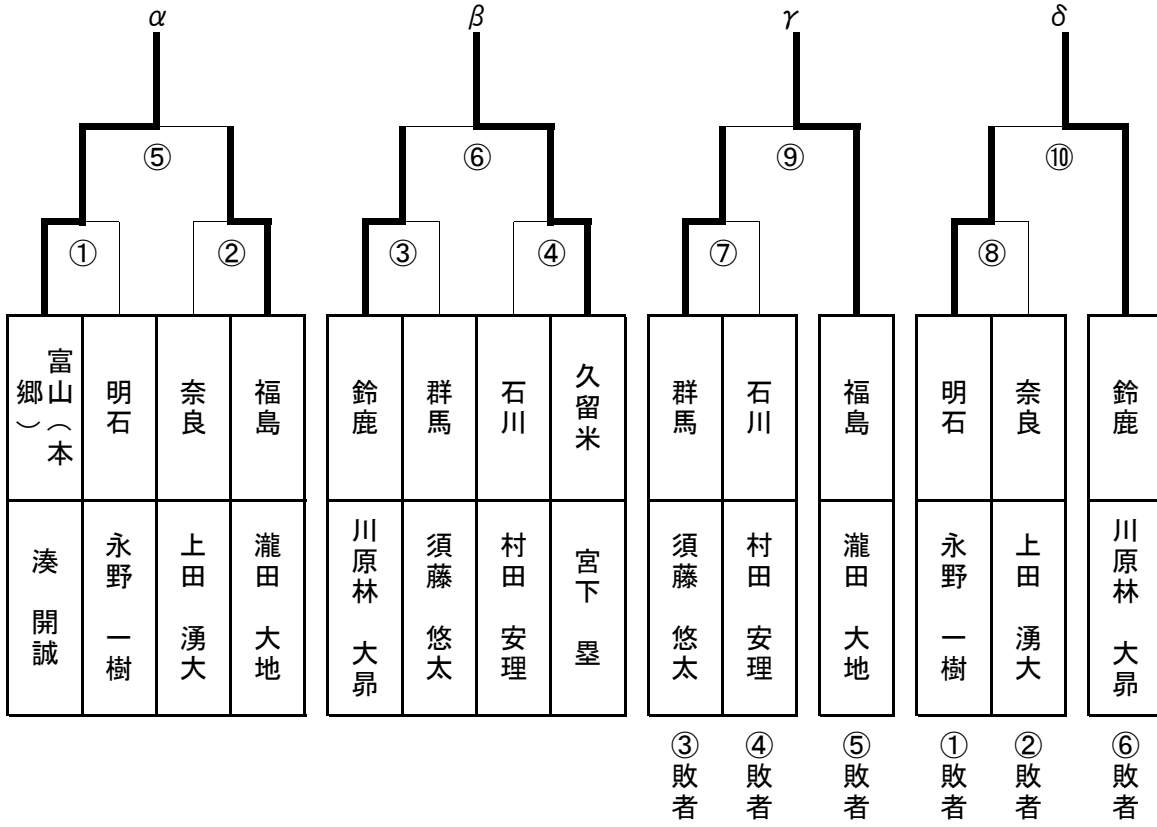 α β γ δ
⑤ ⑥ ⑨ ⑩
① ② ③ ④ ⑦ ⑧
富山（本郷）
明石
奈良
福島
鈴鹿
群馬
石川
久留米
群馬
石川
福島
明石
奈良
鈴鹿
湊 開誠
永野 一樹
上田 湧大
瀧田 大地
川原林 大昴
須藤 悠太
村田 安理
宮下 塁
須藤 悠太
村田 安理
瀧田 大地
永野 一樹
上田 湧大
川原林 大昴
③敗者
④敗者
⑤敗者
①敗者
②敗者
⑥敗者